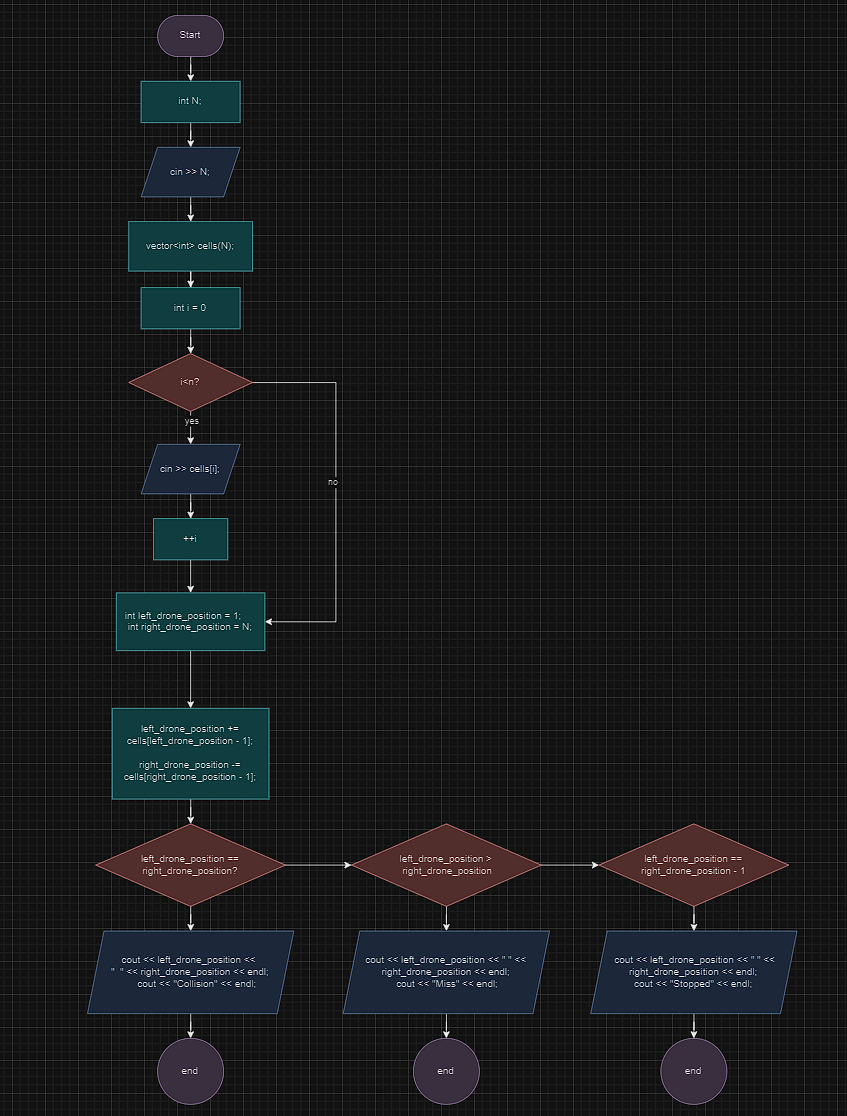 Start
int N;
cin >> N;
vector<int> cells(N);
int i = 0
i<n?
yes
cin >> cells[i];
no
++i
int left_drone_position = 1;
int right_drone_position = N;
left_drone_position +=
cells[left_drone_position - 1];
right_drone_position -=
cells[right_drone_position - 1];
left_drone_position ==
right_drone_position?
left_drone_position >
right_drone_position
left_drone_position ==
right_drone_position - 1
cout << left_drone_position <<
" " << right_drone_position << endl;
cout << "Collision" << endl;
cout << left_drone_position << " " <<
right_drone_position << endl;
cout << "Miss" << endl;
cout << left_drone_position << " " <<
right_drone_position << endl;
cout << "Stopped" << endl;
end
end
end